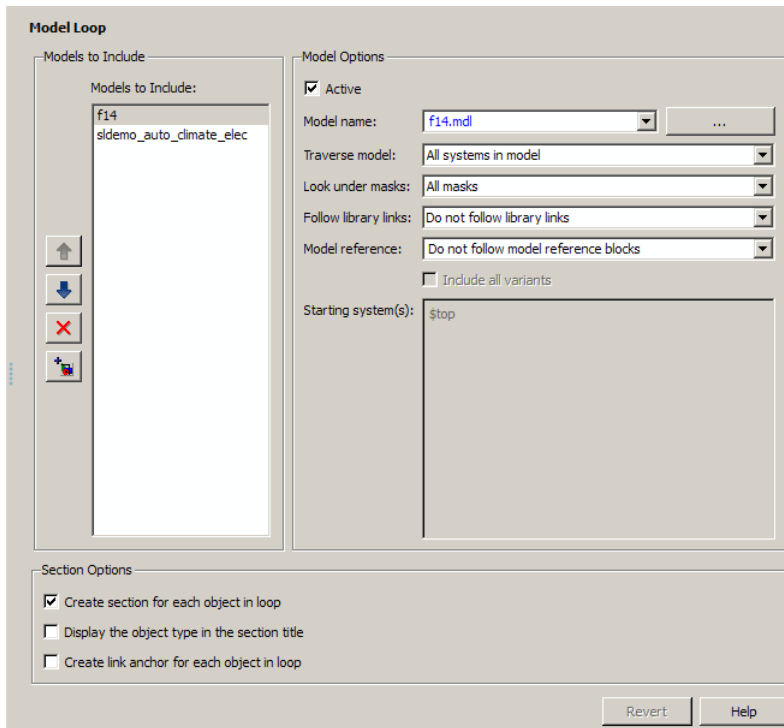 Model Loop
Models to Include
Models to Include:
f14
sldemo_auto_climate_elec
Model Options
Active
Model name: f14.mdl ...
Traverse model: All systems in model
Look under masks: All masks
Follow library links: Do not follow library links
Model reference: Do not follow model reference blocks
Include all variants
Starting system(s): $top
Section Options
Create section for each object in loop
Display the object type in the section title
Create link anchor for each object in loop
Revert Help